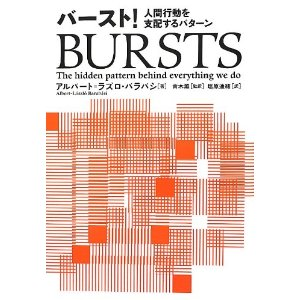 バースト! 人間行動を
支配するパターン
BURSTS
The hidden pattern behind everything we do
アルバート=ラズロ・バラバシ[著] 青木薫[監訳] 塩原通緒[訳]
Albert-László Barabási